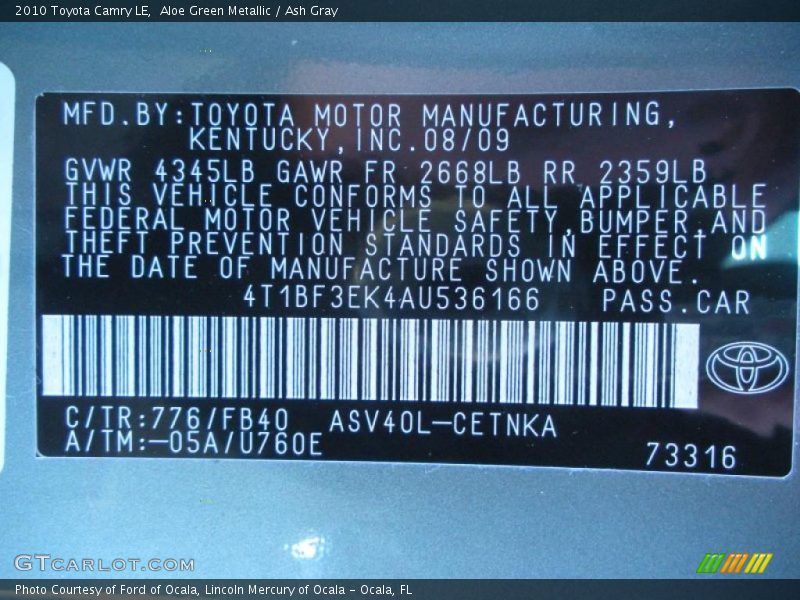 2010 Toyota Camry LE,  Aloe Green Metallic / Ash Gray
MFD.BY:TOYOTA MOTOR MANUFACTURING,
KENTUCKY,INC.08/09
GVWR 4345LB GAWR FR 2668LB RR 2359LB
THIS VEHICLE CONFORMS TO ALL APPLICABLE
FEDERAL MOTOR VEHICLE SAFETY,BUMPER,AND
THEFT PREVENTION STANDARDS IN EFFECT ON
THE DATE OF MANUFACTURE SHOWN ABOVE.
4T1BF3EK4AU536166 PASS.CAR
C/TR:776/FB40 ASV40L-CETNKA
A/TM:-05A/U760E
73316
GTCARLOT.COM
Photo Courtesy of Ford of Ocala, Lincoln Mercury of Ocala - Ocala, FL